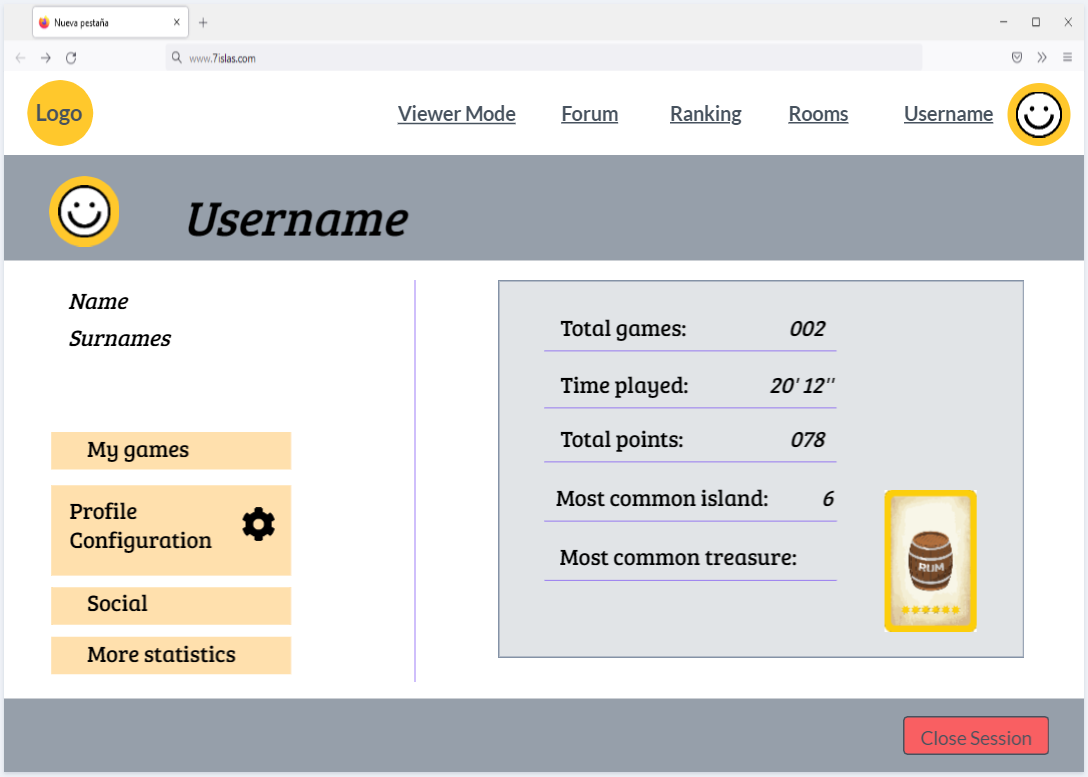 Nueva pestaña
www.7islas.com
Logo
Viewer Mode
Forum
Ranking
Rooms
Username
Username
Name
Surnames
My games
Profile
Configuration
Social
More statistics
Total games: 002
Time played: 20' 12''
Total points: 078
Most common island: 6
Most common treasure:
RUM
Close Session